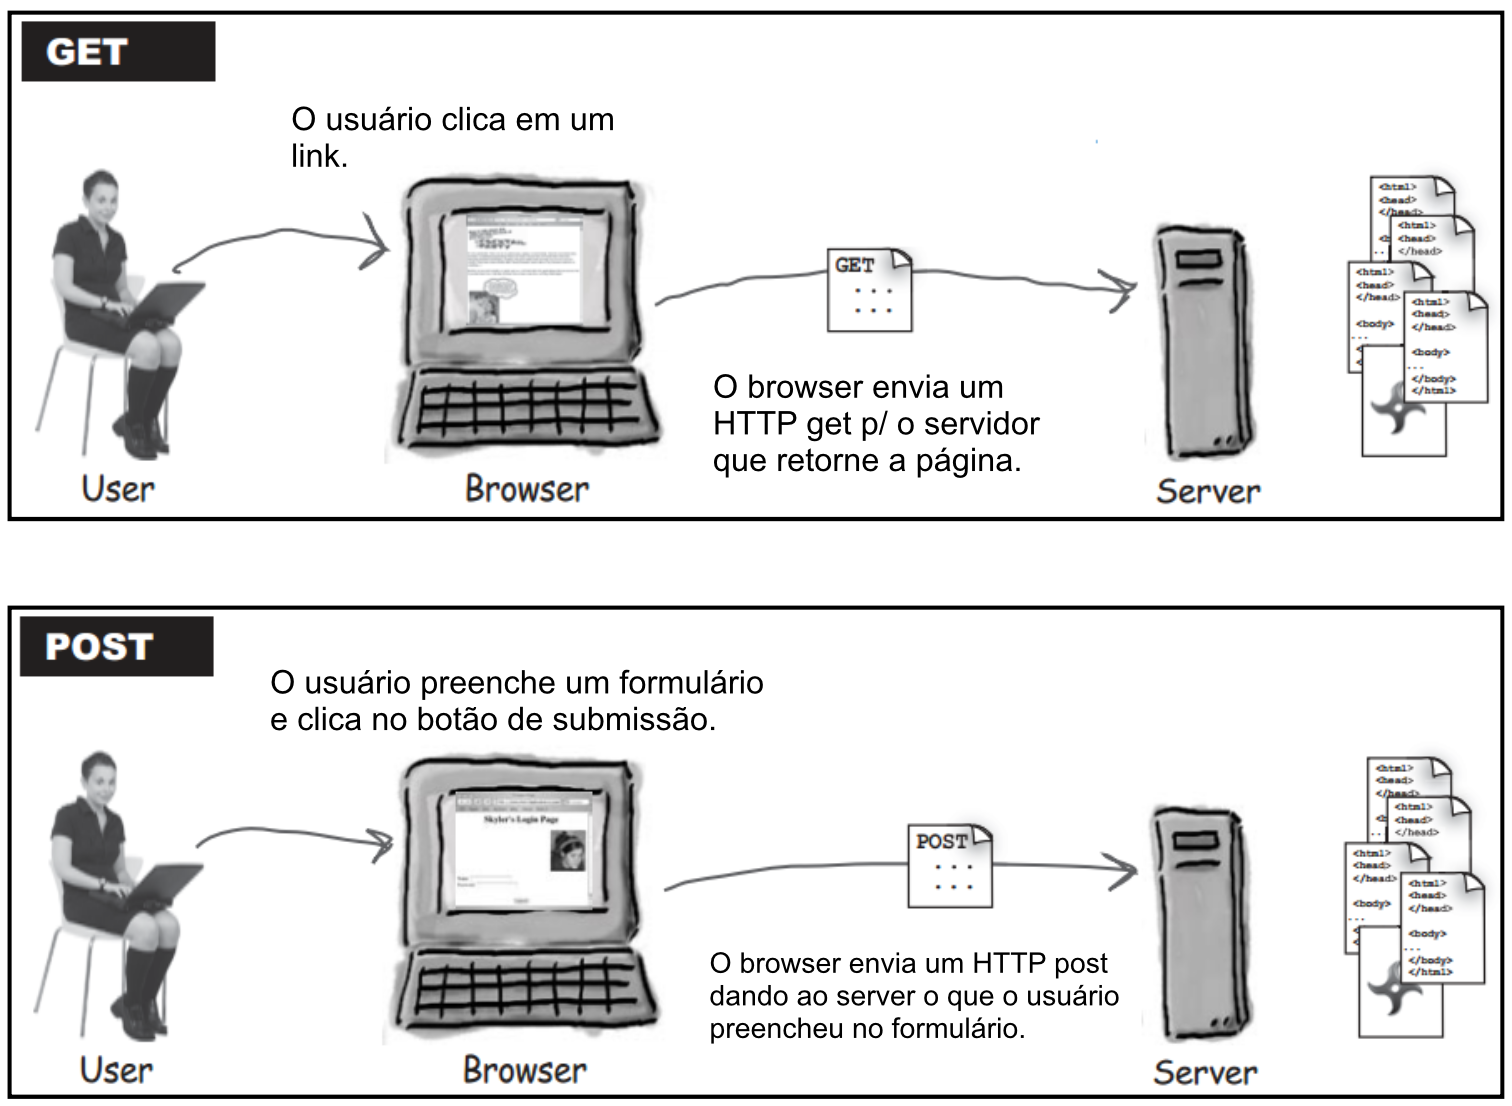 GET
O usuário clica em um
link.
GET
... 
...
O browser envia um
HTTP get p/ o servidor
que retorne a página.
User
Browser
Server
<html>
<head>
</head>
<html>
<head>
</head>
<html>
<head>
</head>
<body>
...
<html>
<head>
</head>
<body>
...
</body>
</html>
POST
O usuário preenche um formulário
e clica no botão de submissão.
Skyler's Login Page
POST
...
...
O browser envia um HTTP post
dando ao server o que o usuário
preencheu no formulário.
User
Browser
Server
<html>
<head>
</head>
<html>
<head>
</head>
<html>
<head>
</head>
<body>
...
<html>
<head>
</head>
<body>
...
</body>
</html>